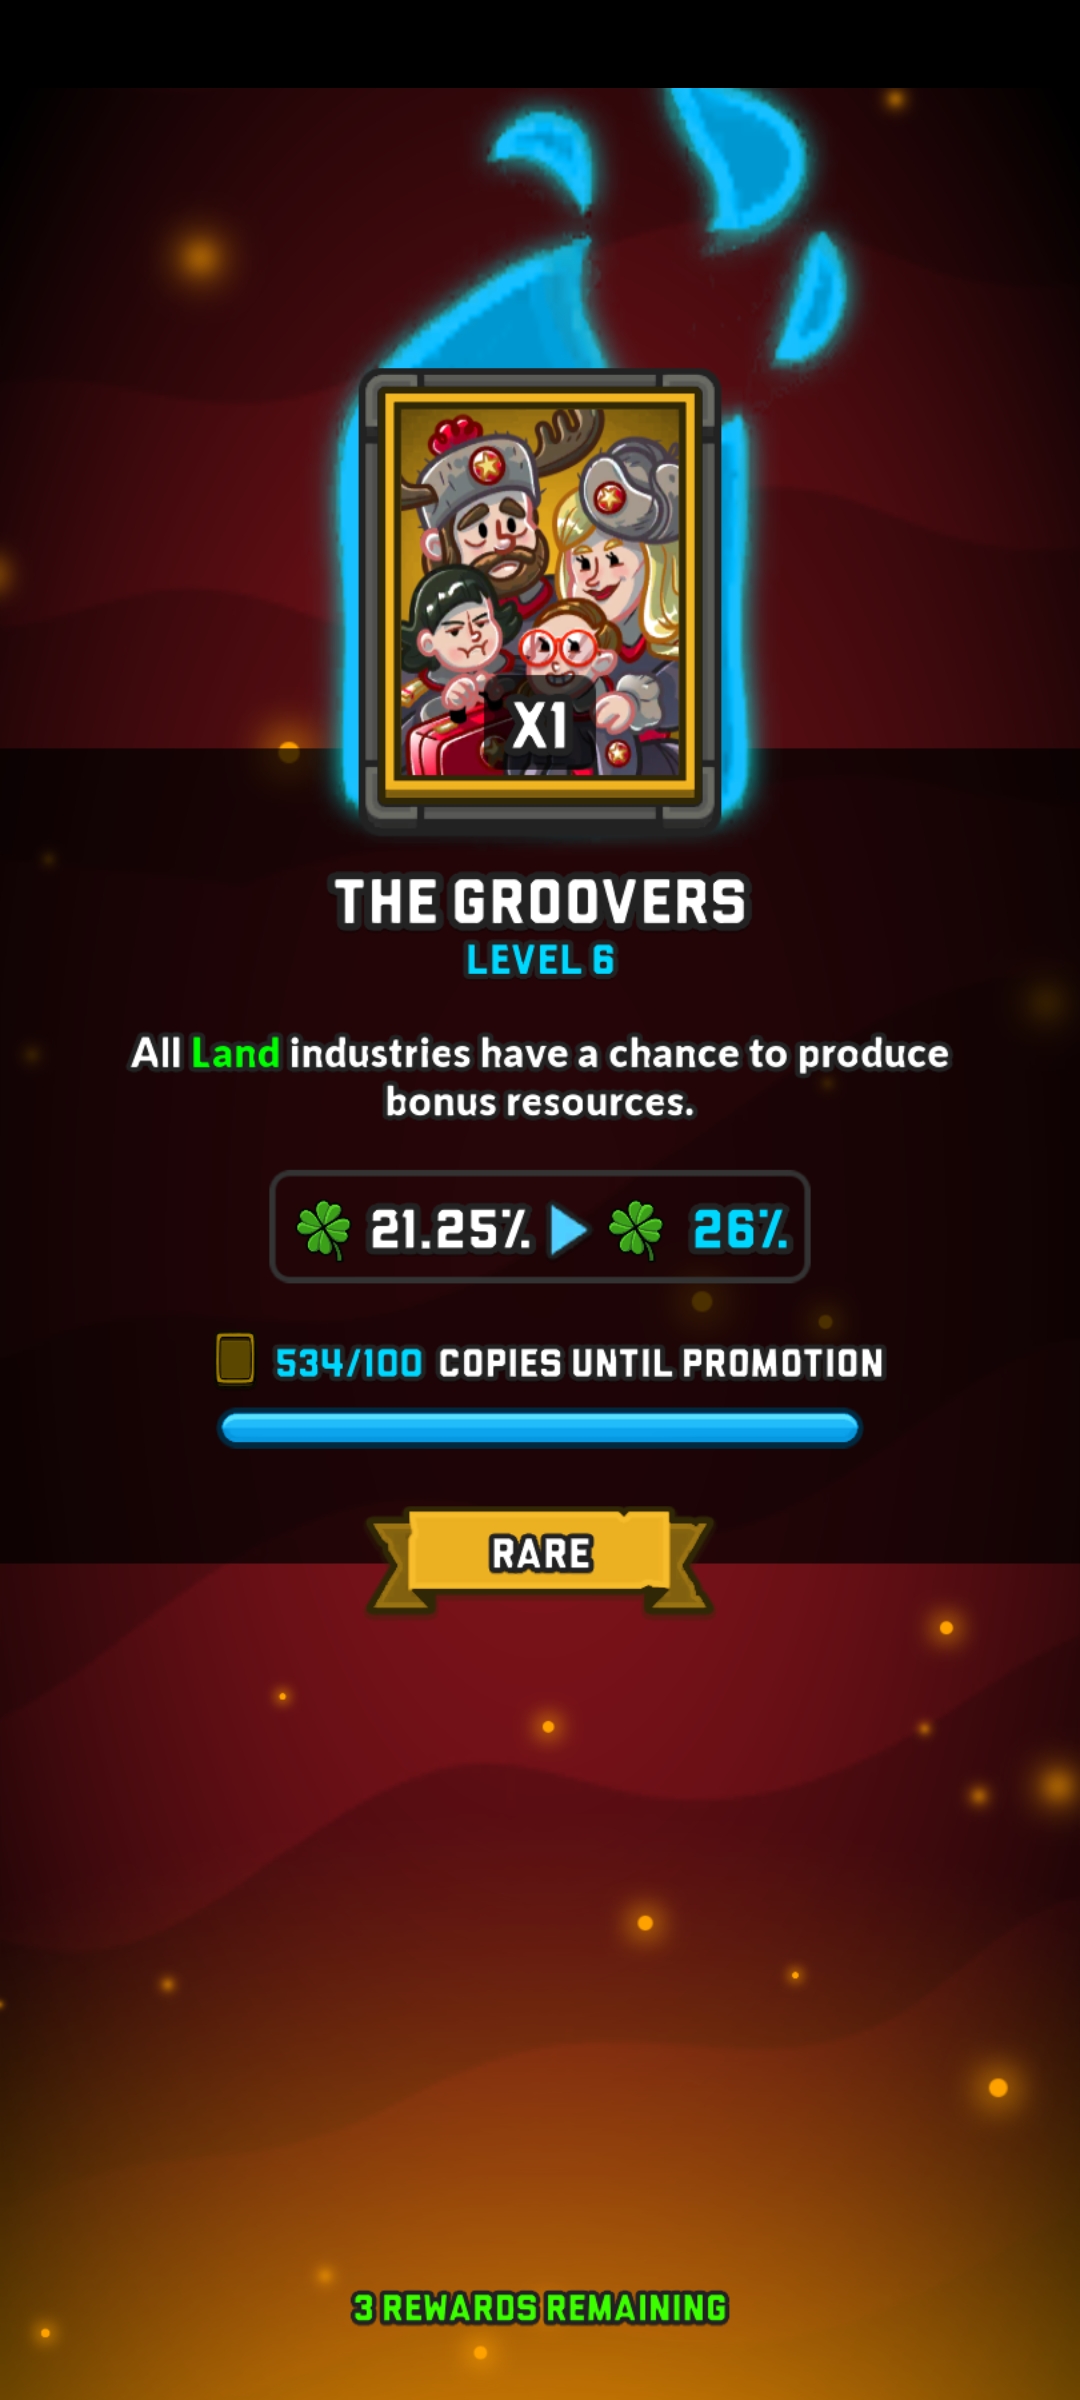 X1
THE GROOVERS
LEVEL 6
All Land industries have a chance to produce
bonus resources.
21.25% 26%
534/100 COPIES UNTIL PROMOTION
RARE
3 REWARDS REMAINING